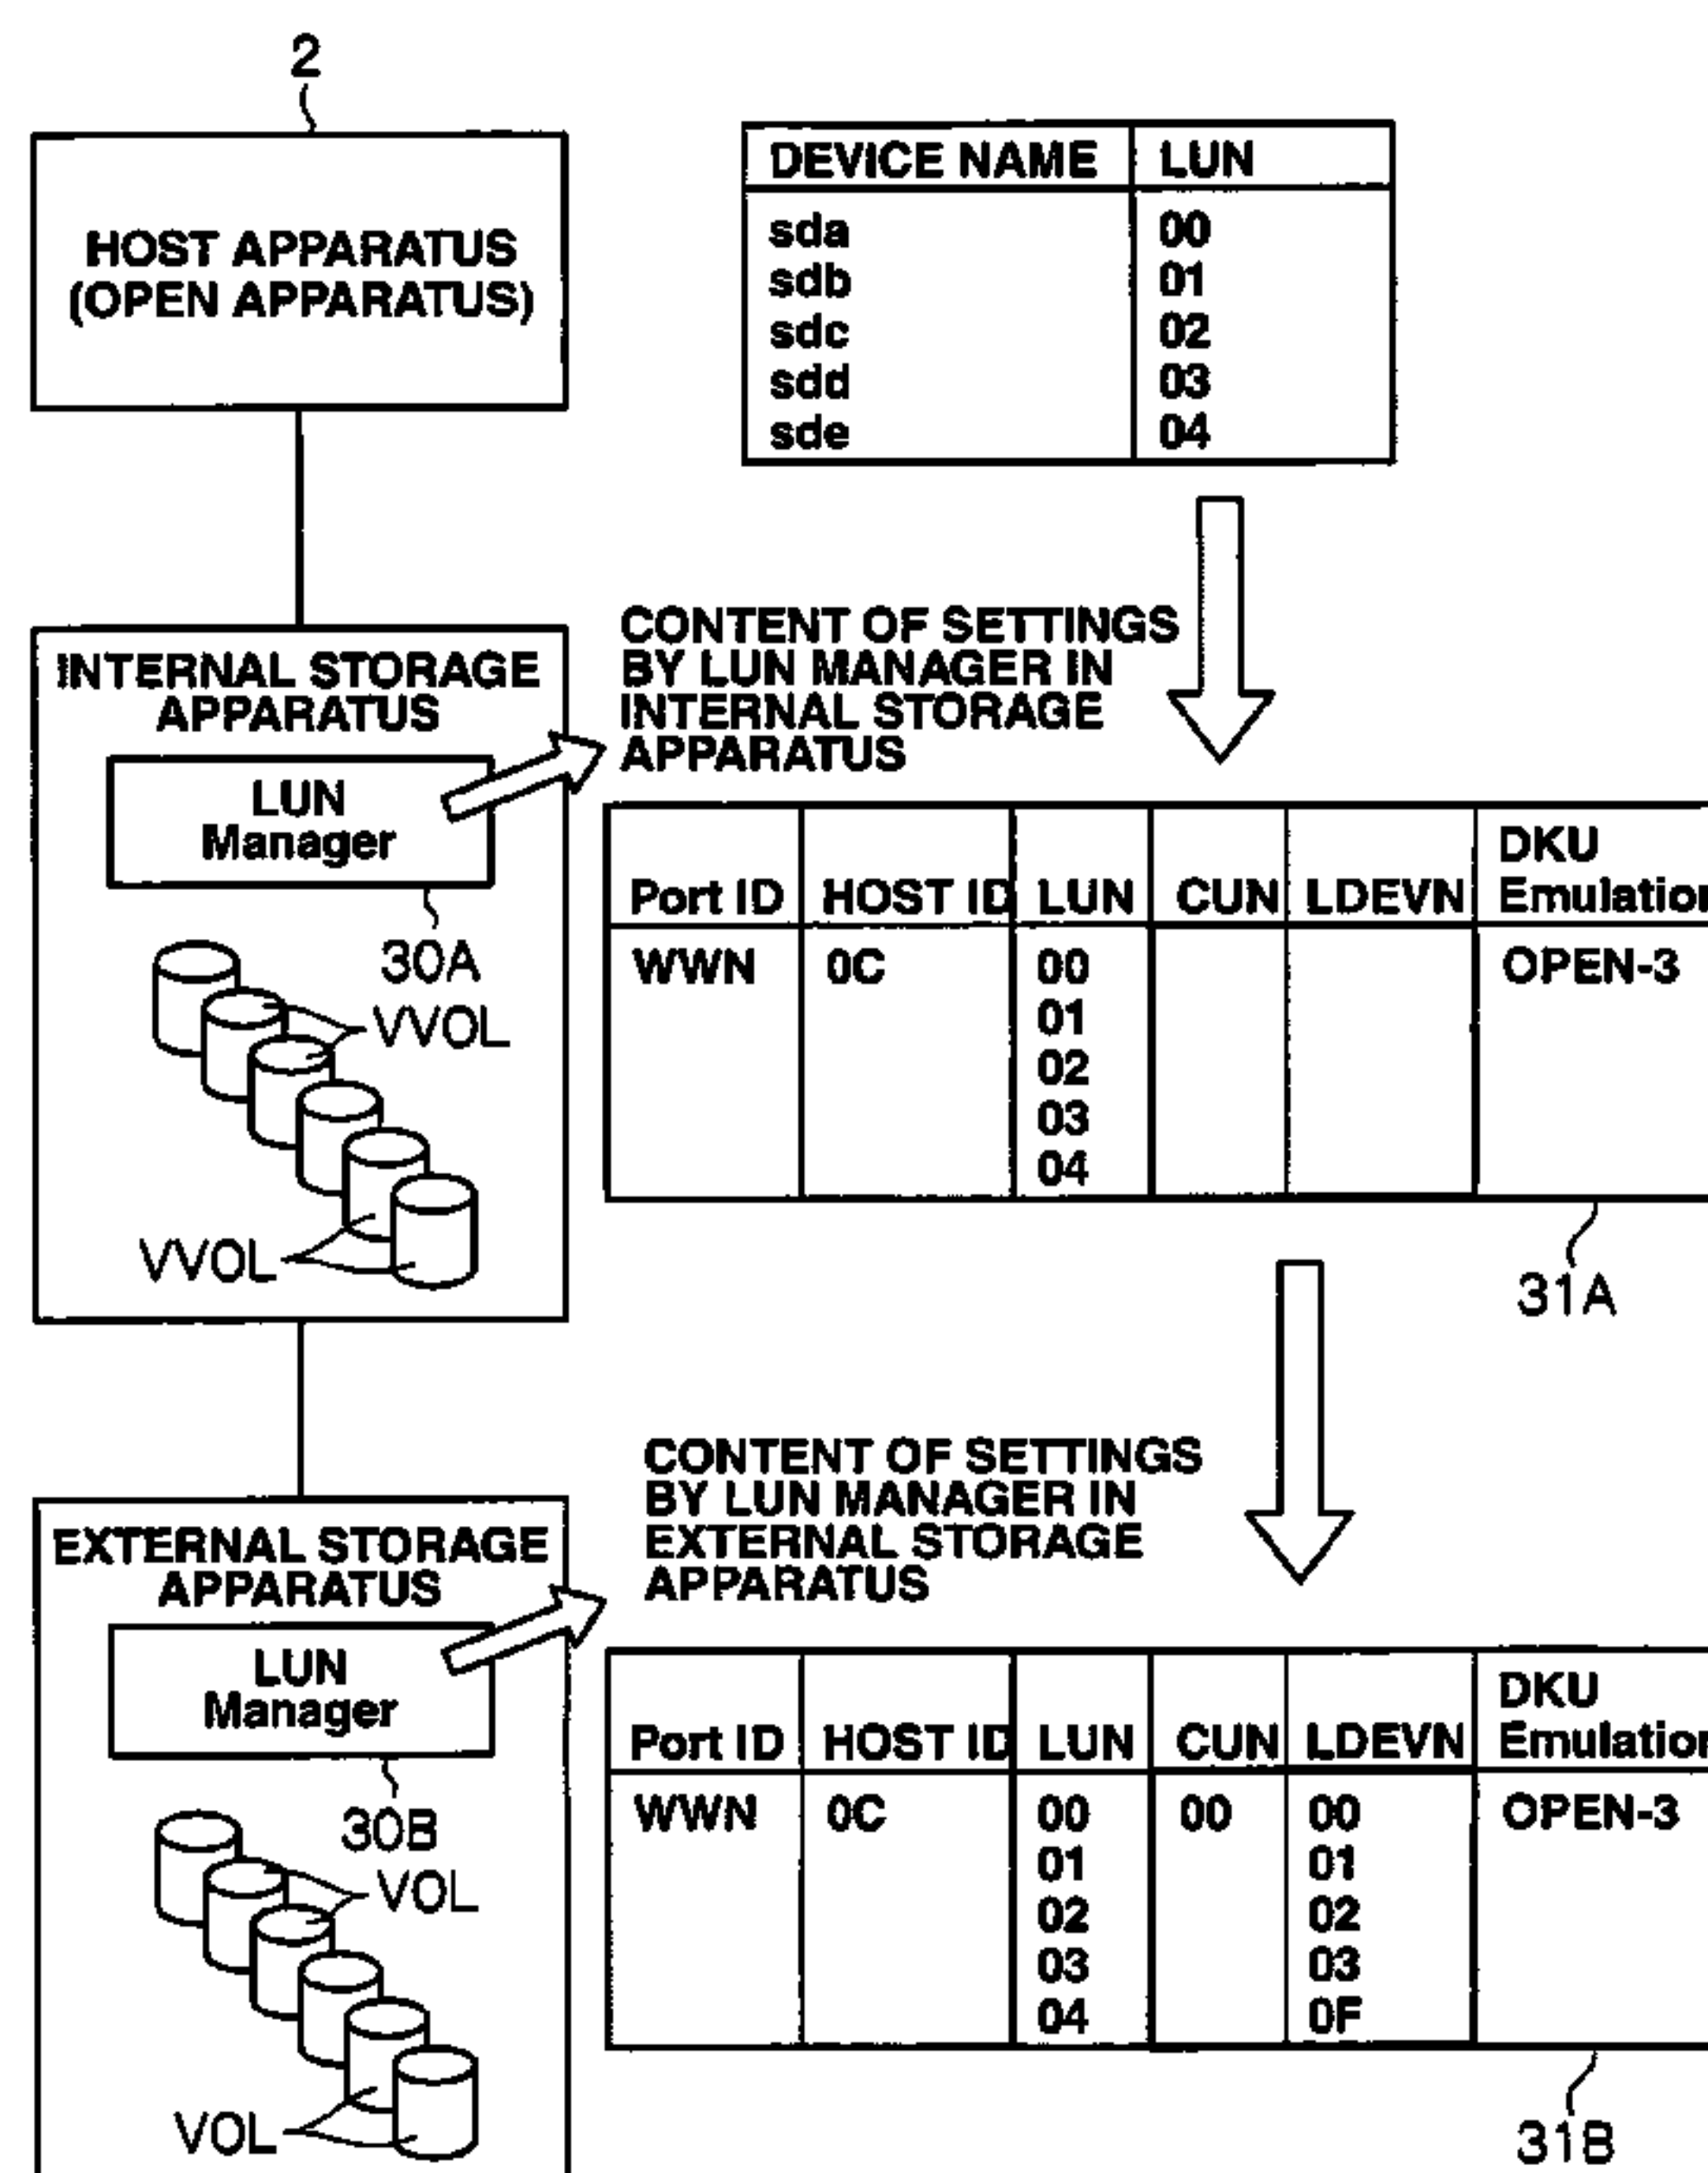 2
HOST APPARATUS
(OPEN APPARATUS)
DEVICE NAME LUN
sda 00
sdb 01
sdc 02
sdd 03
sde 04
INTERNAL STORAGE
APPARATUS
LUN
Manager
30A
VVOL
VVOL
CONTENT OF SETTINGS
BY LUN MANAGER IN
INTERNAL STORAGE
APPARATUS
DKU
Port ID HOST ID LUN CUN LDEVN Emulation
WWN 0C 00 OPEN-3
01
02
03
04
31A
EXTERNAL STORAGE
APPARATUS
LUN
Manager
30B
VOL
VOL
CONTENT OF SETTINGS
BY LUN MANAGER IN
EXTERNAL STORAGE
APPARATUS
DKU
Port ID HOST ID LUN CUN LDEVN Emulation
WWN 0C 00 00 00 OPEN-3
01 01
02 02
03 03
04 0F
31B